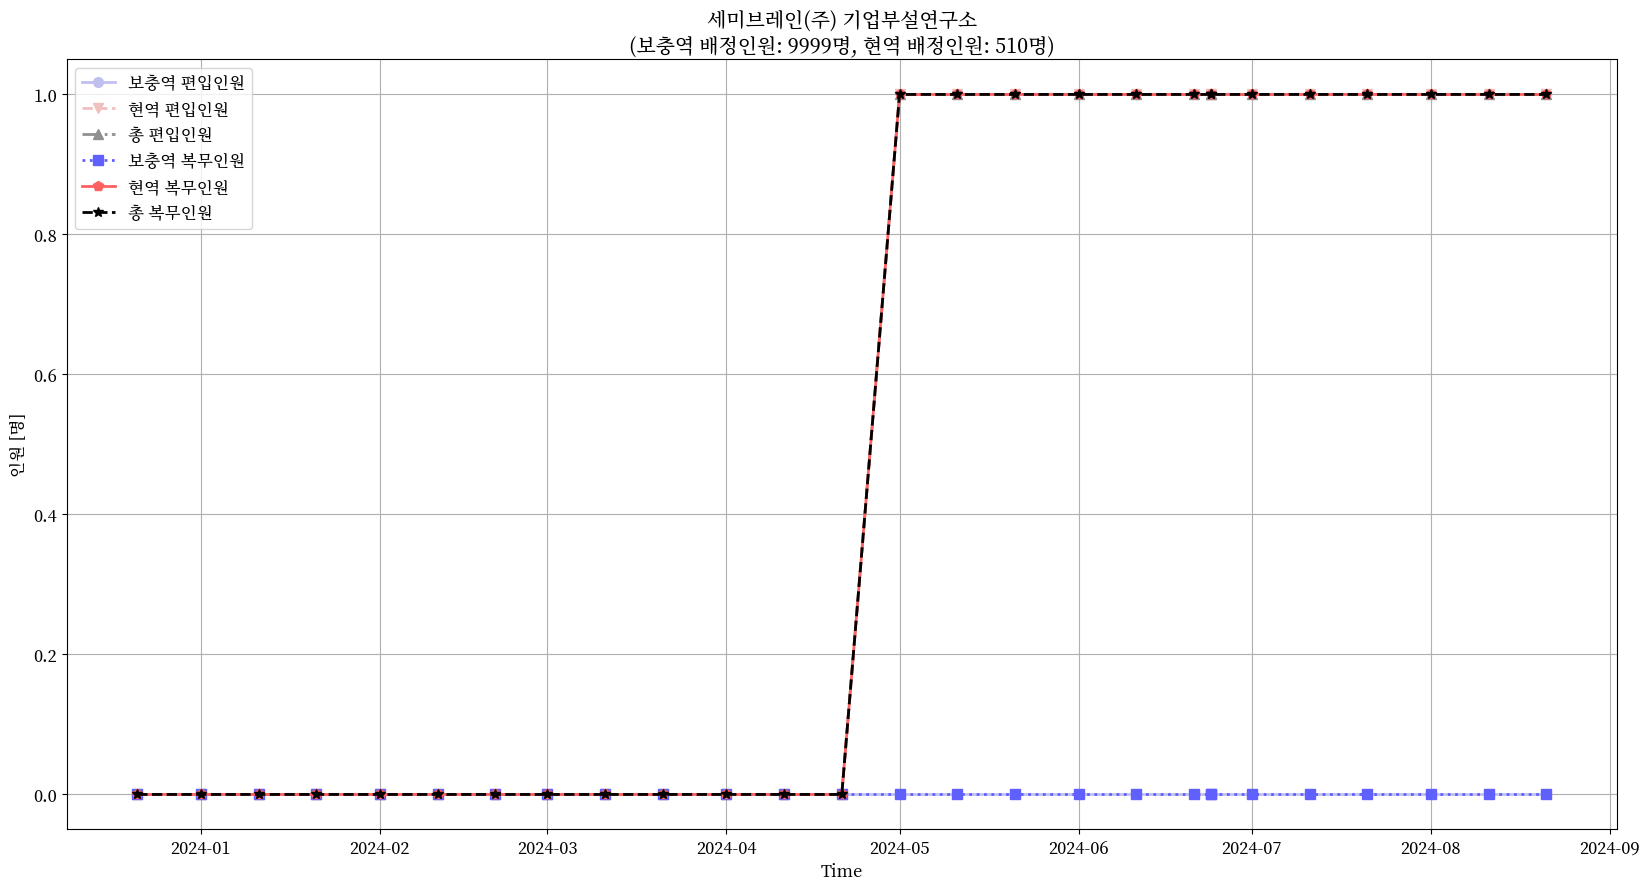 세미브레인(주) 기업부설연구소
(보충역 배정인원: 9999명, 현역 배정인원: 510명)
보충역 편입인원
현역 편입인원
총 편입인원
보충역 복무인원
현역 복무인원
총 복무인원
인원 [명]
1.0
0.8
0.6
0.4
0.2
0.0
2024-01
2024-02
2024-03
2024-04
2024-05
2024-06
2024-07
2024-08
2024-09
Time